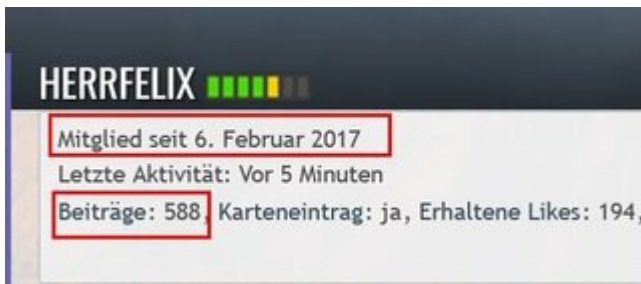 HERRFELIX
Mitglied seit 6. Februar 2017
Letzte Aktivität: Vor 5 Minuten
Beiträge: 588, Karteneintrag: ja, Erhaltene Likes: 194,